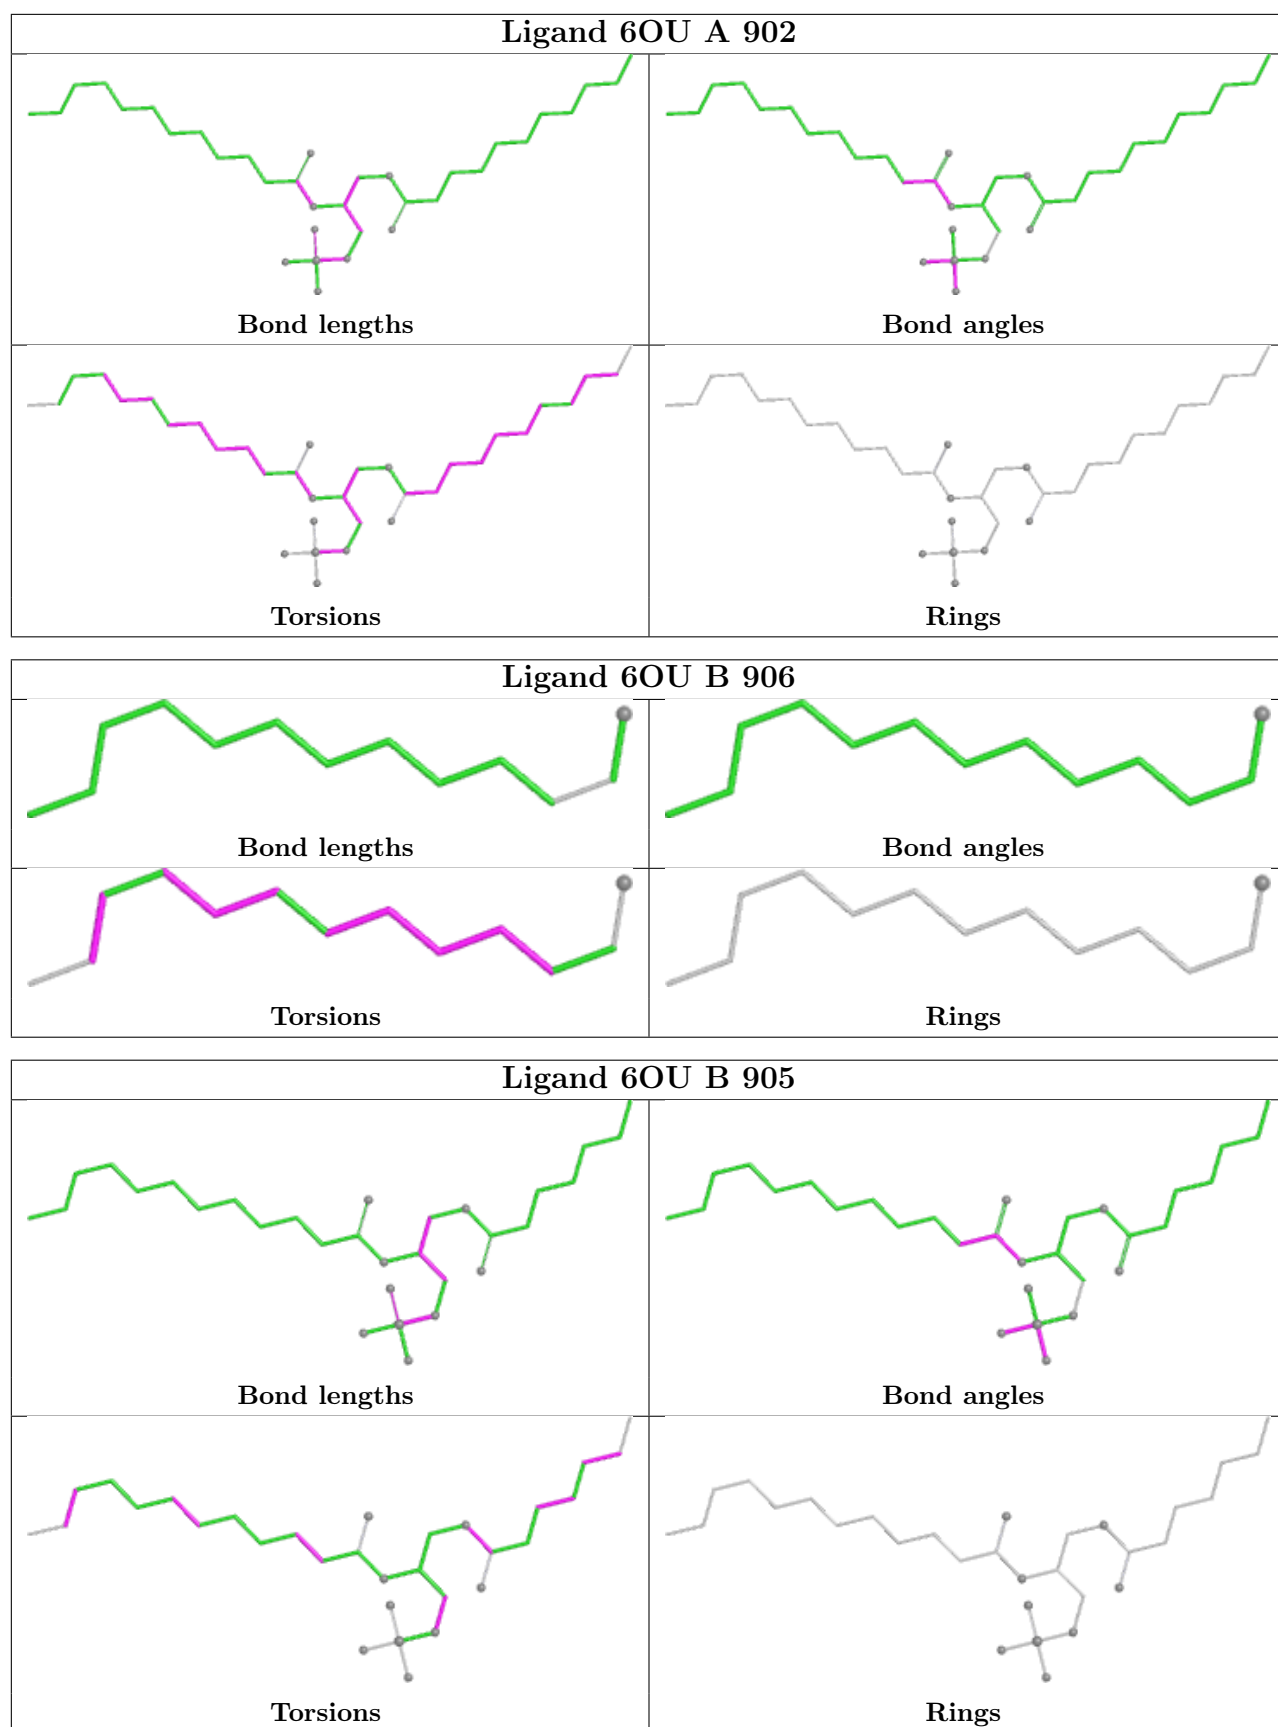 Ligand 6OU A 902
Bond lengths
Bond angles
Torsions
Rings
Ligand 6OU B 906
Bond lengths
Bond angles
Torsions
Rings
Ligand 6OU B 905
Bond lengths
Bond angles
Torsions
Rings